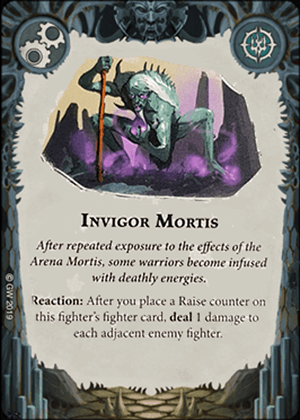 INVIGOR MORTIS
After repeated exposure to the effects of the
Arena Mortis, some warriors become infused
with deathly energies.
Reaction: After you place a Raise counter on
this fighter's fighter card, deal 1 damage to
each adjacent enemy fighter.
© GW 2019